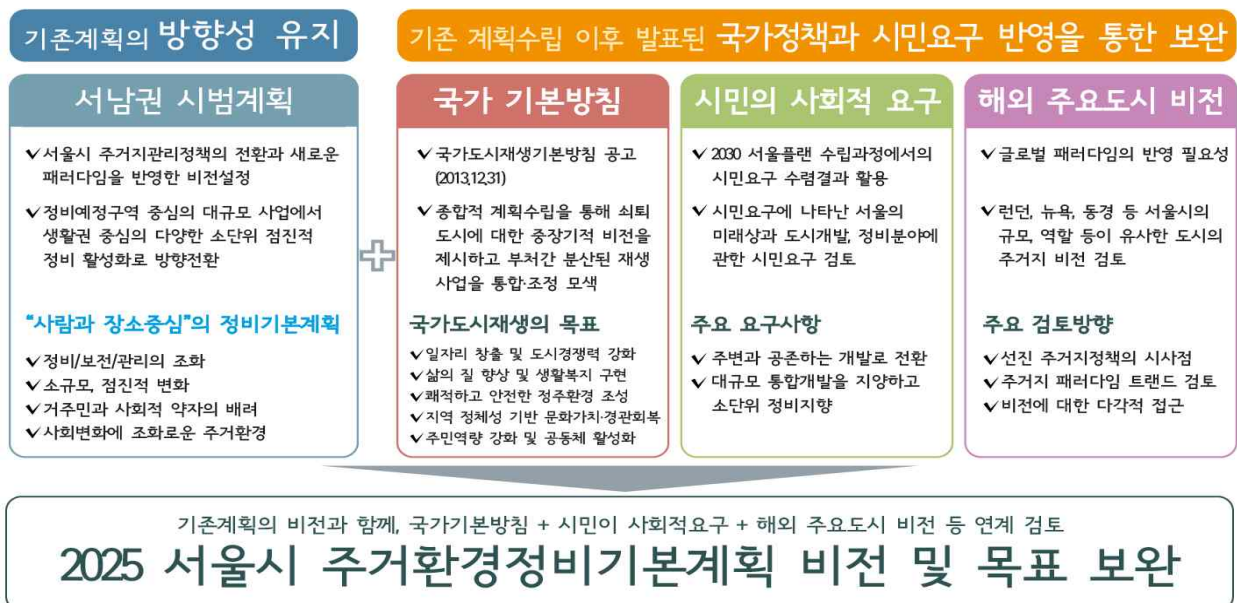 기존계획의 방향성 유지
기존 계획수립 이후 발표된 국가정책과 시민요구 반영을 통한 보완
서남권 시범계획
✔서울시 주거지관리정책의 전환과 새로운
패러다임을 반영한 비전설정
✔정비예정구역 중심의 대규모 사업에서
생활권 중심의 다양한 소단위 점진적
정비 활성화로 방향전환
“사람과 장소중심”의 정비기본계획
✔정비/보전/관리의 조화
✔소규모, 점진적 변화
✔거주민과 사회적 약자의 배려
✔사회변화에 조화로운 주거환경
국가 기본방침
✔국가도시재생기본방침 공고
(2013.12.31)
✔종합적 계획수립을 통해 쇠퇴
도시에 대한 중장기적 비전을
제시하고 부처간 분산된 재생
사업을 통합·조정 모색
국가도시재생의 목표
✔일자리 창출 및 도시경쟁력 강화
✔삶의 질 향상 및 생활복지 구현
✔쾌적하고 안전한 정주환경 조성
✔지역 정체성 기반 문화가치·경관회복
✔주민역량 강화 및 공동체 활성화
시민의 사회적 요구
✔2030 서울플랜 수립과정에서의
시민요구 수렴결과 활용
✔시민요구에 나타난 서울의
미래상과 도시개발, 정비분야에
관한 시민요구 검토
주요 요구사항
✔주변과 공존하는 개발로 전환
✔대규모 통합개발을 지양하고
소단위 정비지향
해외 주요도시 비전
✔글로벌 패러다임의 반영 필요성
✔런던, 뉴욕, 동경 등 서울시의
규모, 역할 등이 유사한 도시의
주거지 비전 검토
주요 검토방향
✔선진 주거지정책의 시사점
✔주거지 패러다임 트랜드 검토
✔비전에 대한 다각적 접근
기존계획의 비전과 함께, 국가기본방침 + 시민이 사회적요구 + 해외 주요도시 비전 등 연계 검토
2025 서울시 주거환경정비기본계획 비전 및 목표 보완